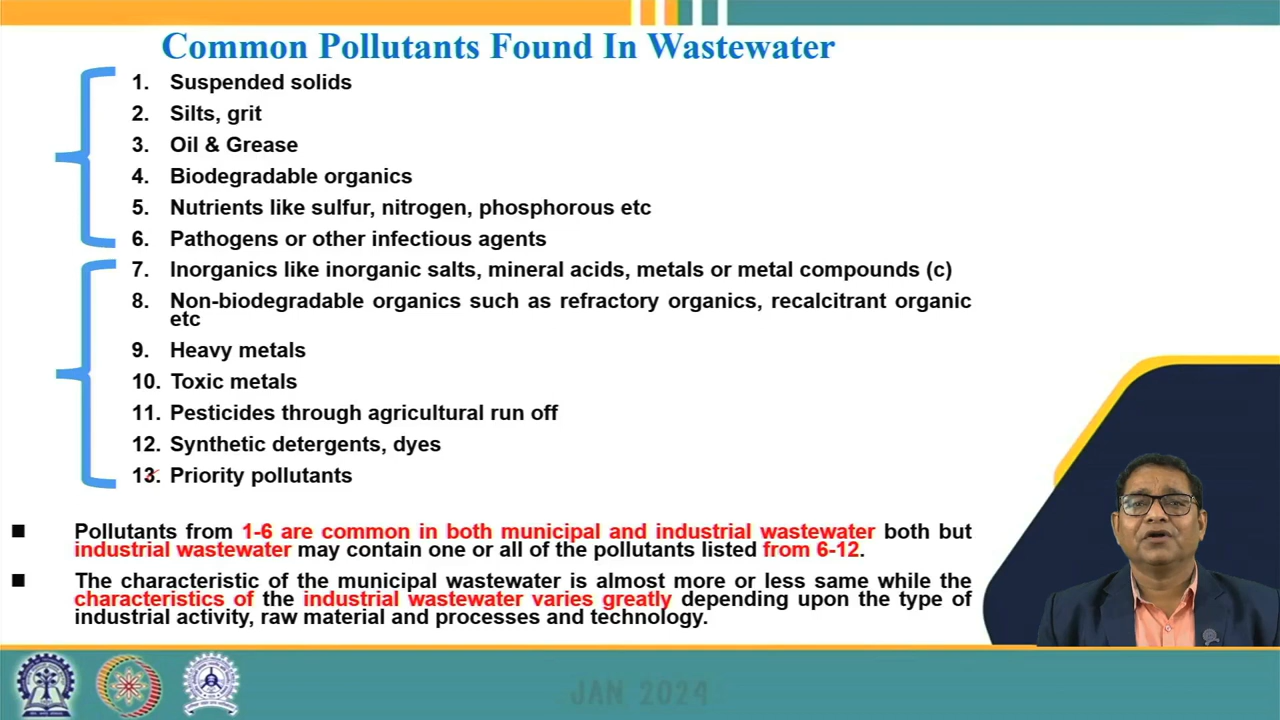 Common Pollutants Found In Wastewater
1. Suspended solids
2. Silts, grit
3. Oil & Grease
4. Biodegradable organics
5. Nutrients like sulfur, nitrogen, phosphorous etc
6. Pathogens or other infectious agents
7. Inorganics like inorganic salts, mineral acids, metals or metal compounds (c)
8. Non-biodegradable organics such as refractory organics, recalcitrant organic
etc
9. Heavy metals
10. Toxic metals
11. Pesticides through agricultural run off
12. Synthetic detergents, dyes
13. Priority pollutants
■ Pollutants from 1-6 are common in both municipal and industrial wastewater both but
industrial wastewater may contain one or all of the pollutants listed from 6-12.
■ The characteristic of the municipal wastewater is almost more or less same while the
characteristics of the industrial wastewater varies greatly depending upon the type of
industrial activity, raw material and processes and technology.
JAN 2024